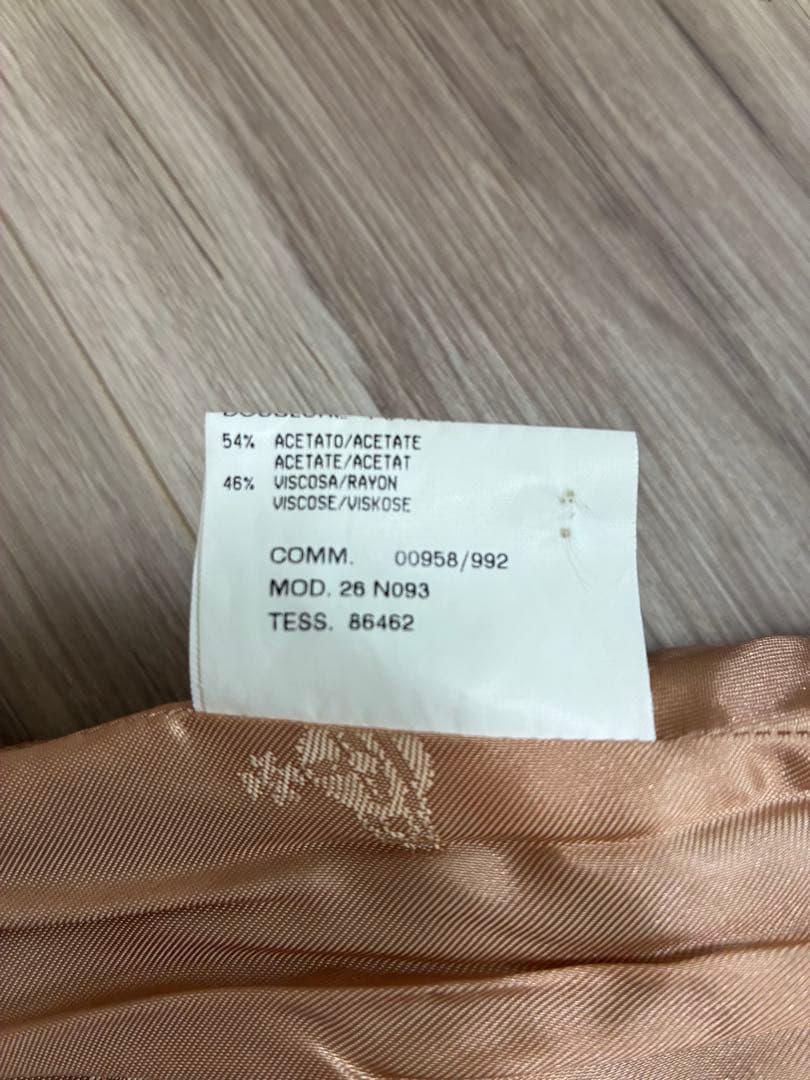 54% ACETATO/ACETATE
ACETATE/ACETAT
46% VISCOSA/RAYON
VISCOSE/VISKOSE
COMM. 00958/992
MOD. 26 N093
TESS. 86462